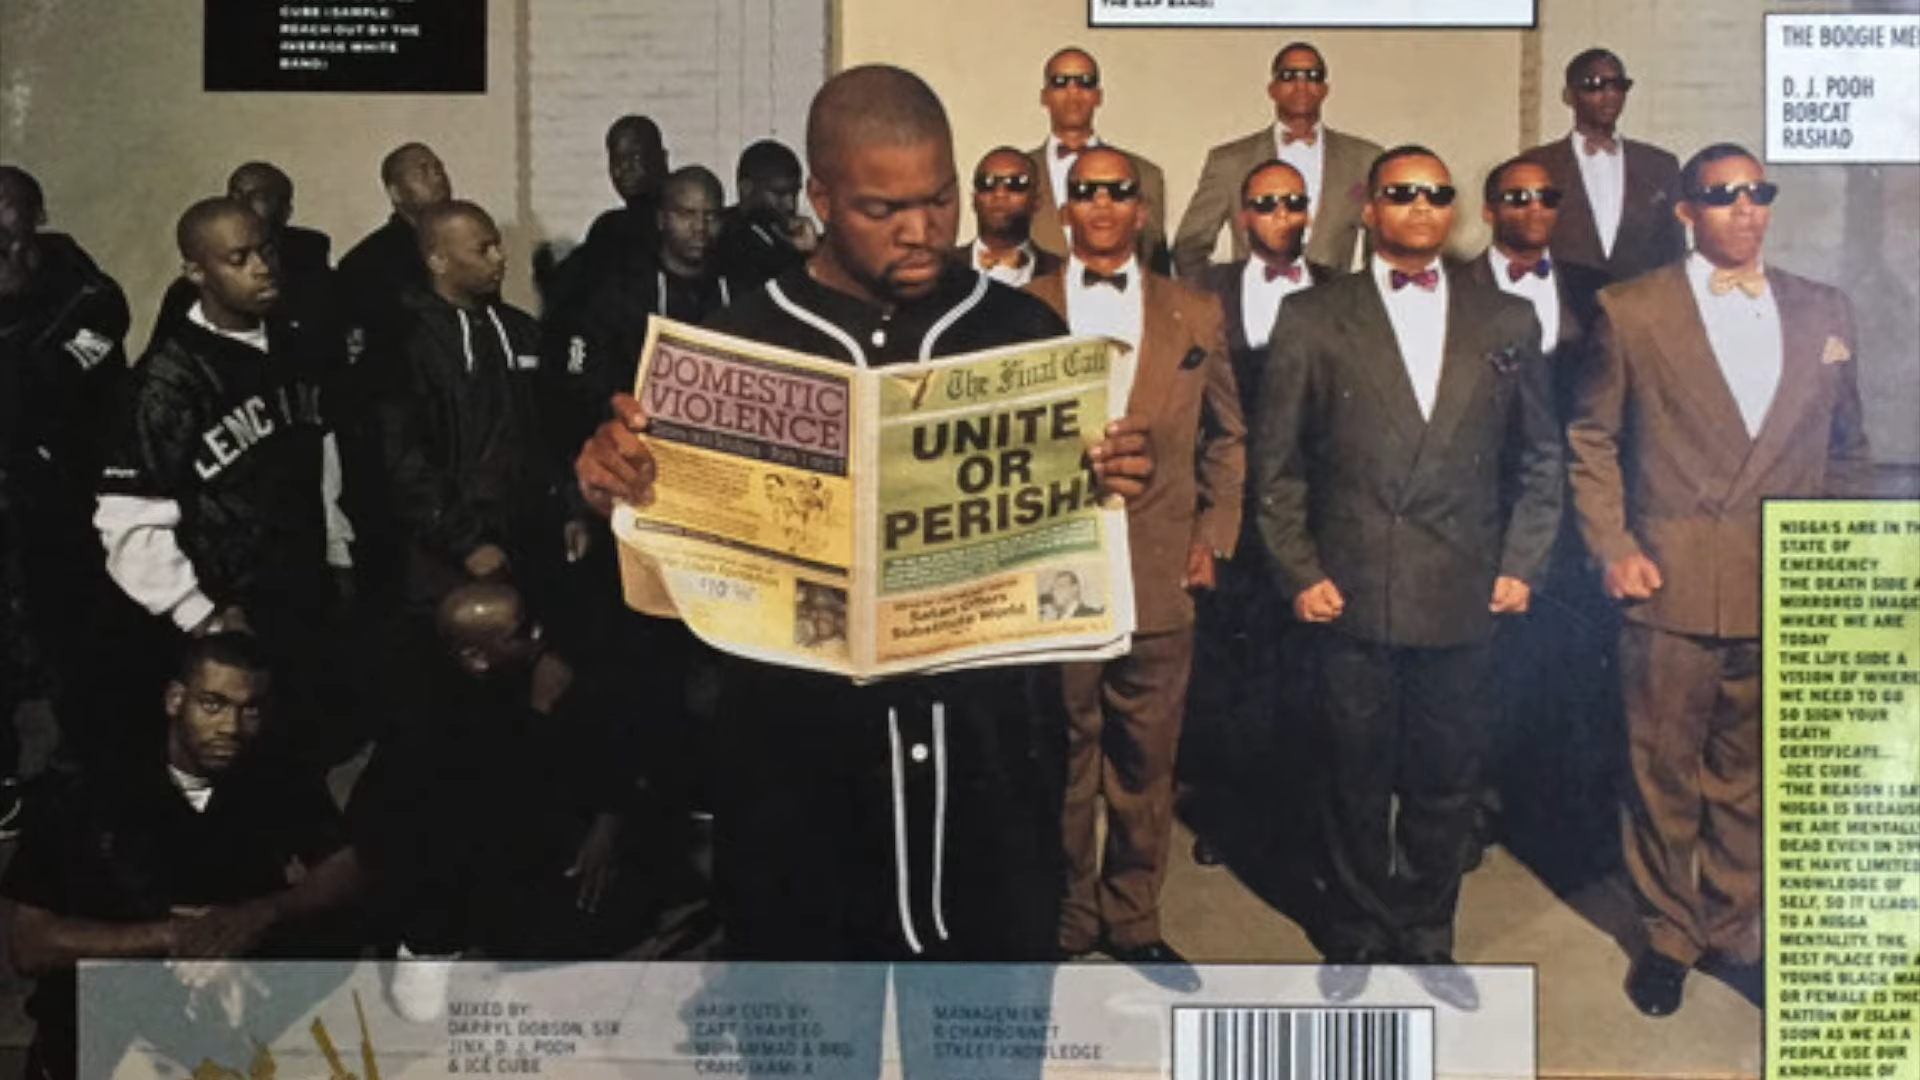 CUBE (SAMPLE:
REACH OUT BY THE
AVERAGE WHITE
BAND)
THE GAP BAND)
THE BOOGIE ME
D. J. POOH
BOBCAT
RASHAD
LENC
DOMESTIC
VIOLENCE
The Final Call
UNITE
OR
PERISH!
Satan Offers
Substitute World
NIGGA'S ARE IN TH
STATE OF
EMERGENCY
THE DEATH SIDE A
MIRRORED IMAGE
WHERE WE ARE
TODAY
THE LIFE SIDE A
VISION OF WHERE
WE NEED TO GO
SO SIGN YOUR
DEATH
CERTIFICATE...
-ICE CUBE.
"THE REASON I SA
NIGGA IS BECAUS
WE ARE MENTALL
DEAD EVEN IN 199
WE HAVE LIMITED
KNOWLEDGE OF
SELF, SO IT LEADS
TO A NIGGA
MENTALITY. THE
BEST PLACE FOR A
YOUNG BLACK MA
OR FEMALE IS THE
NATION OF ISLAM.
SOON AS WE AS A
PEOPLE USE OUR
KNOWLEDGE OF
MIXED BY:
DARRYL DOBSON, SIR
JINX, D. J. POOH
& ICE CUBE
HAIR CUTS BY:
CAPT SHAHEED
MUHAMMAD & BRO.
CRAIG
MANAGEMENT:
R CHARBONNET
STREET KNOWLEDGE